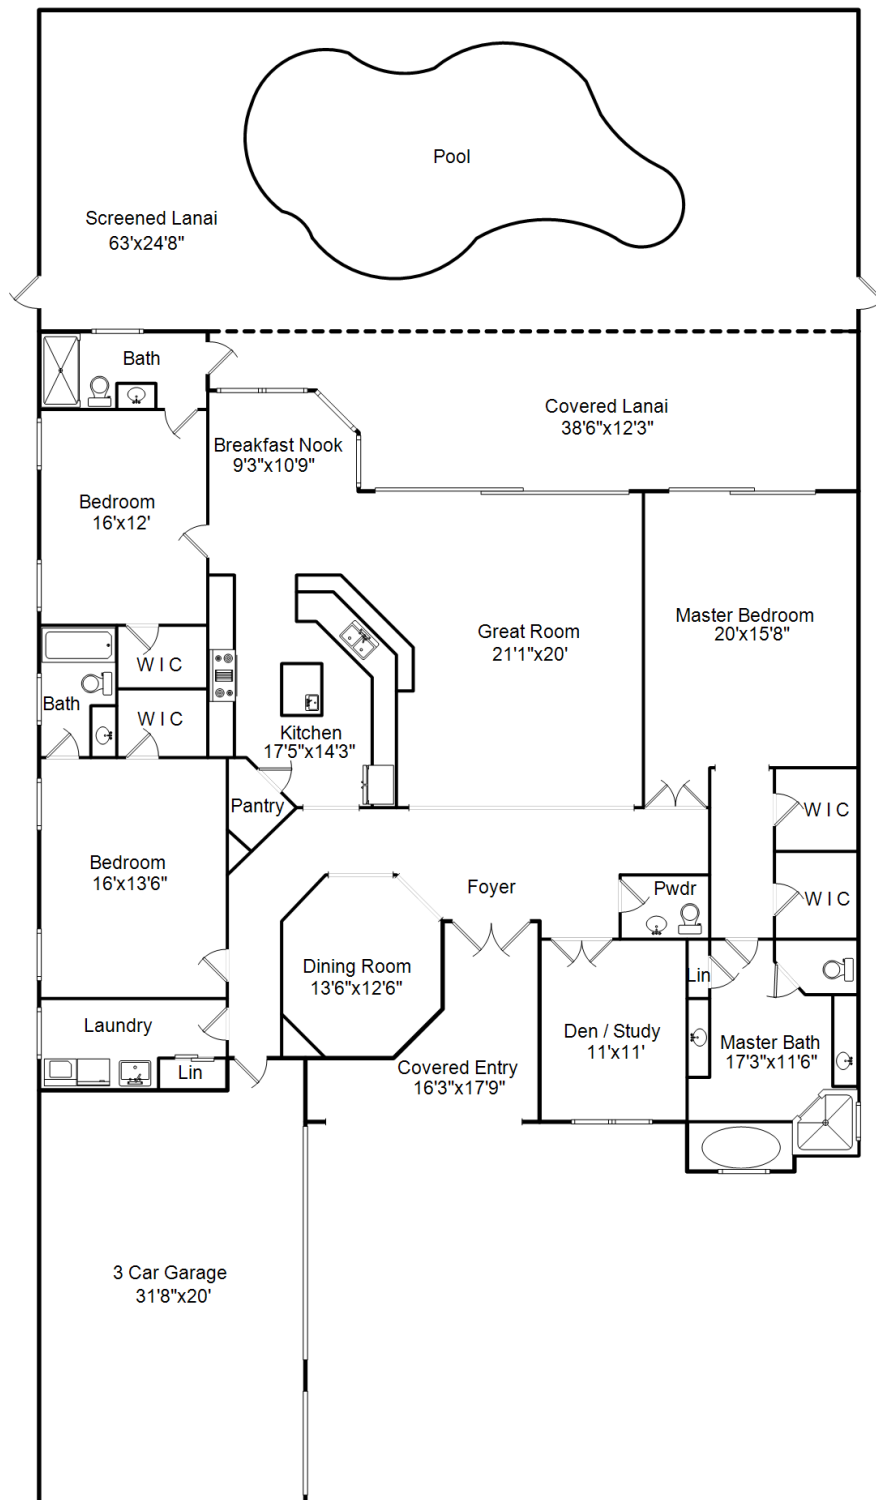 Pool
Screened Lanai
63'x24'8"
Bath
Covered Lanai
38'6"x12'3"
Breakfast Nook
9'3"x10'9"
Bedroom
16'x12'
Master Bedroom
20'x15'8"
Great Room
21'1"x20'
W I C
Bath
W I C
Kitchen
17'5"x14'3"
Pantry
W I C
Bedroom
16'x13'6"
Foyer
Pwdr
W I C
Dining Room
13'6"x12'6"
Lin
Laundry
Den / Study
11'x11'
Master Bath
17'3"x11'6"
Lin
Covered Entry
16'3"x17'9"
3 Car Garage
31'8"x20'